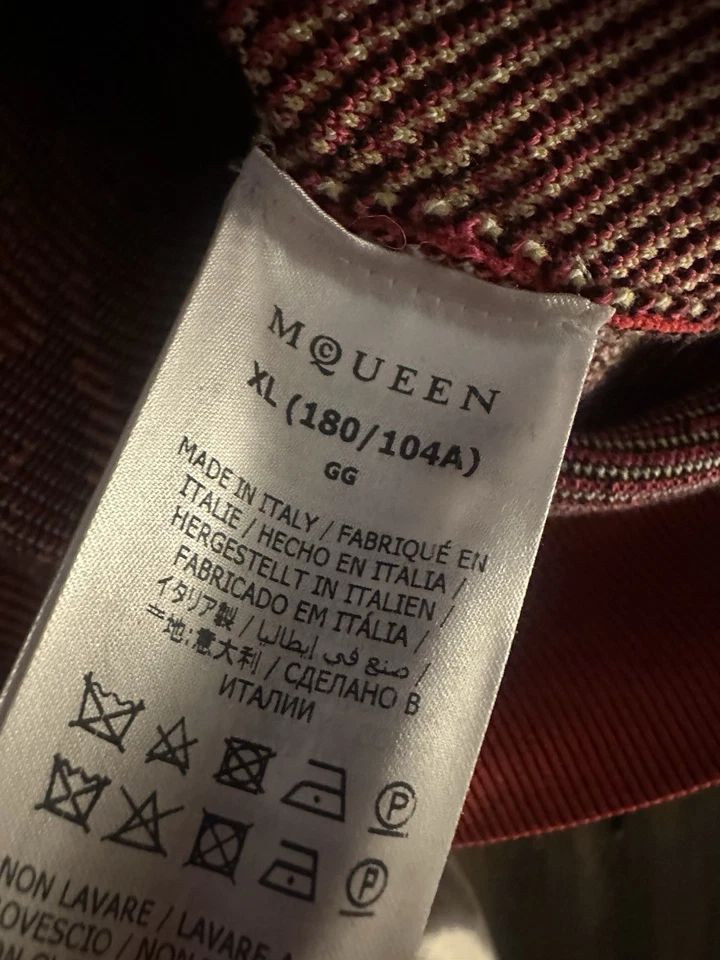 MCQUEEN
XL (180/104A)
GG
MADE IN ITALY / FABRIQUÉ EN
ITALIE / HECHO EN ITALIA /
HERGESTELLT IN ITALIEN /
FABRICADO EM ITÁLIA /
イタリア製 / صنع في إيطاليا /
产地:意大利 / СДЕЛАНО В
ИТАЛИИ
P
P
NON LAVARE / LAVARE A
ROVESCIO / NON